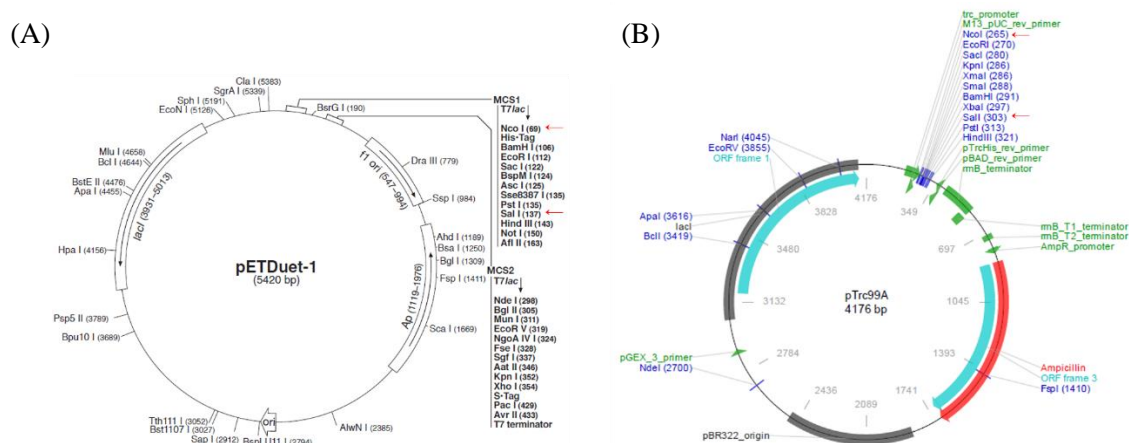 (A)
Cla I (5383)
SgrA I (5339)
Sph I (5191)
EcoN I (5126)
Mlu I (4658)
Bcl I (4644)
BstE II (4476)
Apa I (4455)
Hpa I (4156)
Psp5 II (3789)
Bpu10 I (3689)
Tth111 I (3052)
Bst1107 I (3027)
Sap I (2912)
BspL U11 I (2794)
AlwN I (2385)
Sca I (1669)
Fsp I (1411)
Bgl I (1309)
Bsa I (1250)
Ahd I (1189)
Ssp I (984)
Dra III (779)
BsrG I (190)
lacI (3931–5013)
f1 ori (547–994)
Ap (1119–1976)
ori
pETDuet-1
(5420 bp)
MCS1
T7lac
Nco I (69)
His•Tag
BamH I (106)
EcoR I (112)
Sac I (122)
BspM I (124)
Asc I (125)
Sse8387 I (135)
Pst I (135)
Sal I (137)
Hind III (143)
Not I (150)
Afl II (163)
MCS2
T7lac
Nde I (298)
Bgl II (305)
Mun I (311)
EcoR V (319)
NgoA IV I (324)
Fse I (328)
Sgf I (337)
Aat II (346)
Kpn I (352)
Xho I (354)
S•Tag
Pac I (429)
Avr II (433)
T7 terminator
(B)
trc_promoter
M13_pUC_rev_primer
NcoI (265)
EcoRI (270)
SacI (280)
KpnI (286)
XmaI (286)
SmaI (288)
BamHI (291)
XbaI (297)
SalI (303)
PstI (313)
HindIII (321)
pTrcHis_rev_primer
pBAD_rev_primer
rrnB_terminator
rrnB_T1_terminator
rrnB_T2_terminator
AmpR_promoter
Ampicillin
ORF frame 3
FspI (1410)
NarI (4045)
EcoRV (3855)
ORF frame 1
ApaI (3616)
lacI
BclI (3419)
pGEX_3_primer
NdeI (2700)
pBR322_origin
4176
349
697
1045
1393
1741
2089
2436
2784
3132
3480
3828
pTrc99A
4176 bp